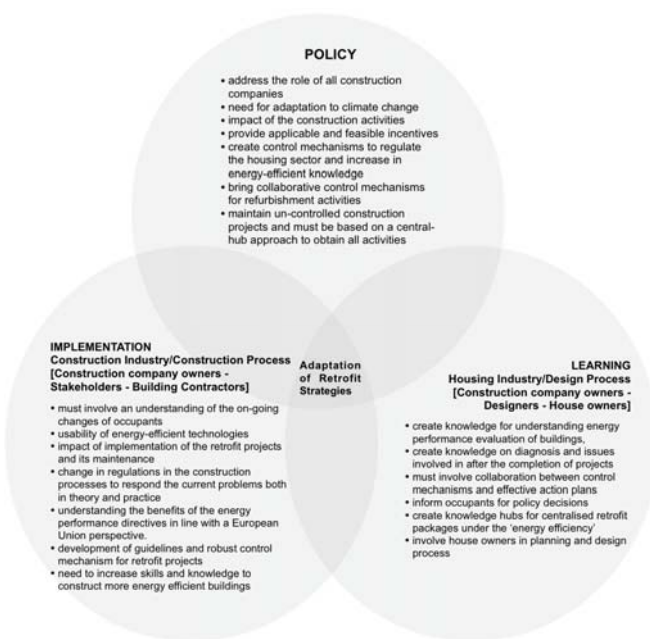 POLICY
• address the role of all construction
companies
• need for adaptation to climate change
• impact of the construction activities
• provide applicable and feasible incentives
• create control mechanisms to regulate
the housing sector and increase in
energy-efficient knowledge
• bring collaborative control mechanisms
for refurbishment activities
• maintain un-controlled construction
projects and must be based on a central-
hub approach to obtain all activities
IMPLEMENTATION
Construction Industry/Construction Process
[Construction company owners -
Stakeholders - Building Contractors]
• must involve an understanding of the on-going
changes of occupants
• usability of energy-efficient technologies
• impact of implementation of the retrofit projects
and its maintenance
• change in regulations in the construction
processes to respond the current problems both
in theory and practice
• understanding the benefits of the energy
performance directives in line with a European
Union perspective.
• development of guidelines and robust control
mechanism for retrofit projects
• need to increase skills and knowledge to
construct more energy efficient buildings
Adaptation
of Retrofit
Strategies
LEARNING
Housing Industry/Design Process
[Construction company owners -
Designers - House owners]
• create knowledge for understanding energy
performance evaluation of buildings,
• create knowledge on diagnosis and issues
involved in after the completion of projects
• must involve collaboration between control
mechanisms and effective action plans
• inform occupants for policy decisions
• create knowledge hubs for centralised retrofit
packages under the ‘energy efficiency’
• involve house owners in planning and design
process